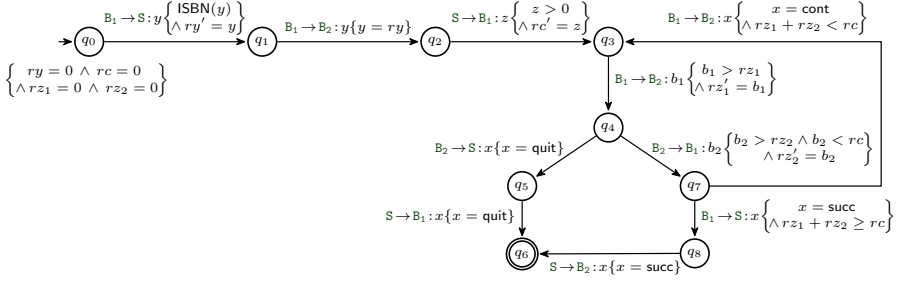 B₁→S:y{ISBN(y) ∧ ry′ = y}
B₁→B₂:y{y = ry}
S→B₁:z{z > 0 ∧ rc′ = z}
B₁→B₂:x{x = cont ∧ rz₁ + rz₂ < rc}
q₀ q₁ q₂ q₃
{ry = 0 ∧ rc = 0 ∧ rz₁ = 0 ∧ rz₂ = 0}
B₁→B₂:b₁{b₁ > rz₁ ∧ rz₁′ = b₁}
q₄
B₂→S:x{x = quit}
B₂→B₁:b₂{b₂ > rz₂ ∧ b₂ < rc ∧ rz₂′ = b₂}
q₅ q₇
S→B₁:x{x = quit}
B₁→S:x{x = succ ∧ rz₁ + rz₂ ≥ rc}
q₆ q₈
S→B₂:x{x = succ}